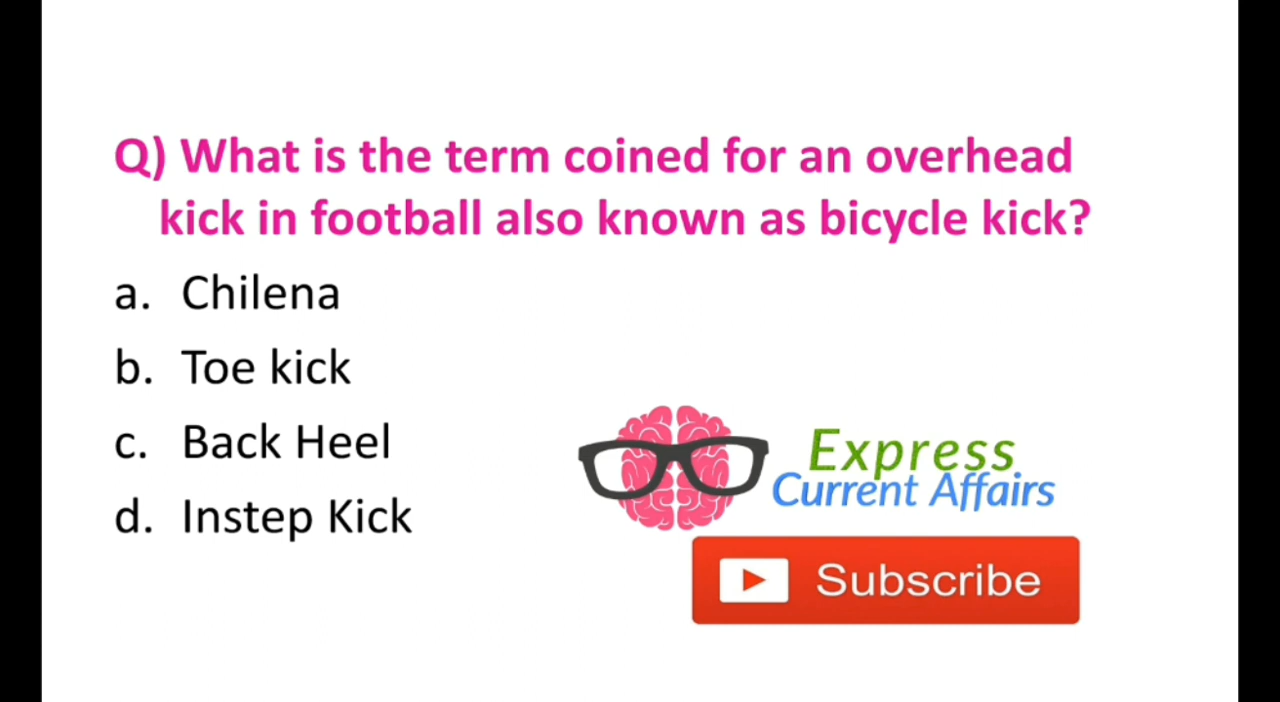 Q) What is the term coined for an overhead
kick in football also known as bicycle kick?
a. Chilena
b. Toe kick
c. Back Heel
d. Instep Kick
Express
Current Affairs
Subscribe